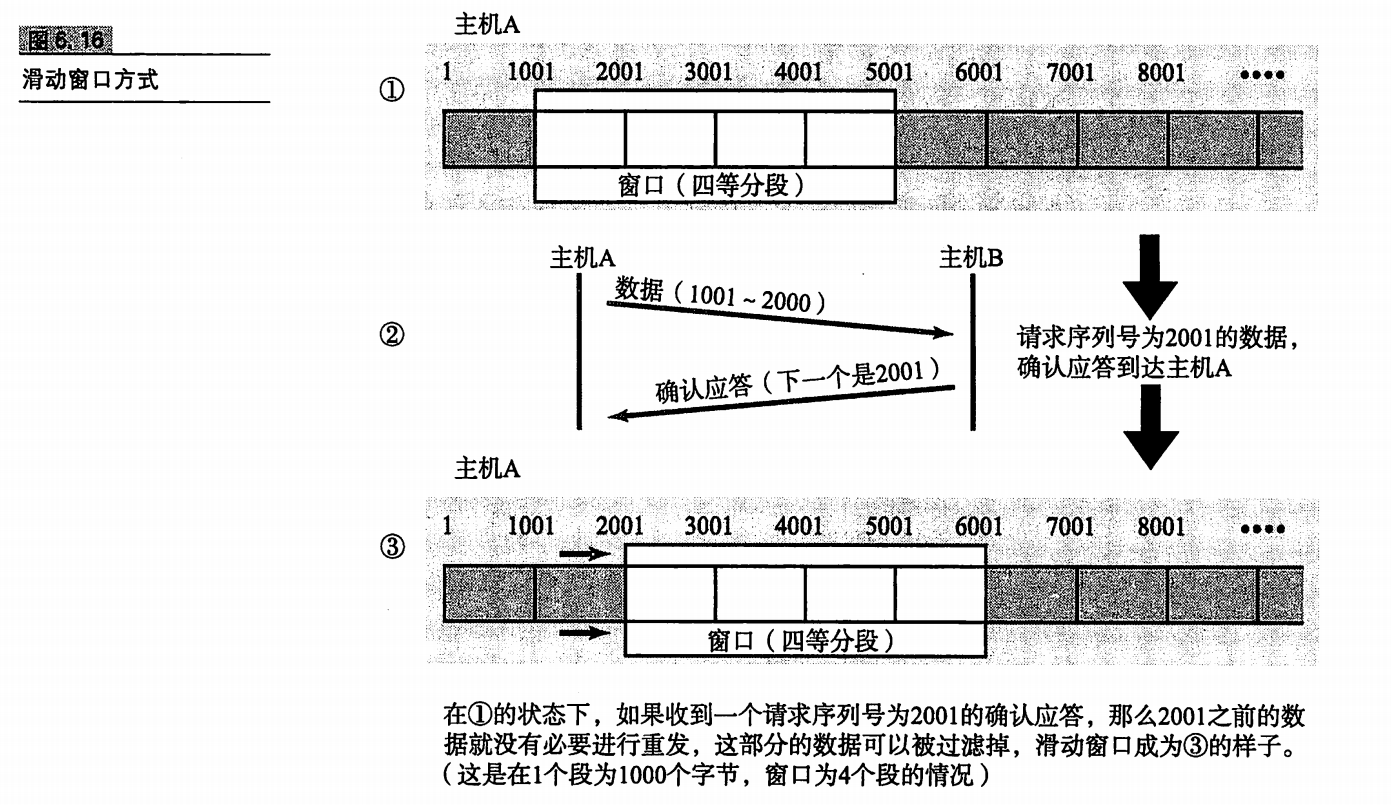 图6.16
滑动窗口方式
主机A
1 1001 2001 3001 4001 5001 6001 7001 8001 ••••
①
窗口（四等分段）
主机A
主机B
数据（1001～2000）
②
请求序列号为2001的数据，
确认应答到达主机A
确认应答（下一个是2001）
主机A
1 1001 2001 3001 4001 5001 6001 7001 8001 ••••
③
窗口（四等分段）
在①的状态下，如果收到一个请求序列号为2001的确认应答，那么2001之前的数
据就没有必要进行重发，这部分的数据可以被过滤掉，滑动窗口成为③的样子。
（这是在1个段为1000个字节，窗口为4个段的情况）